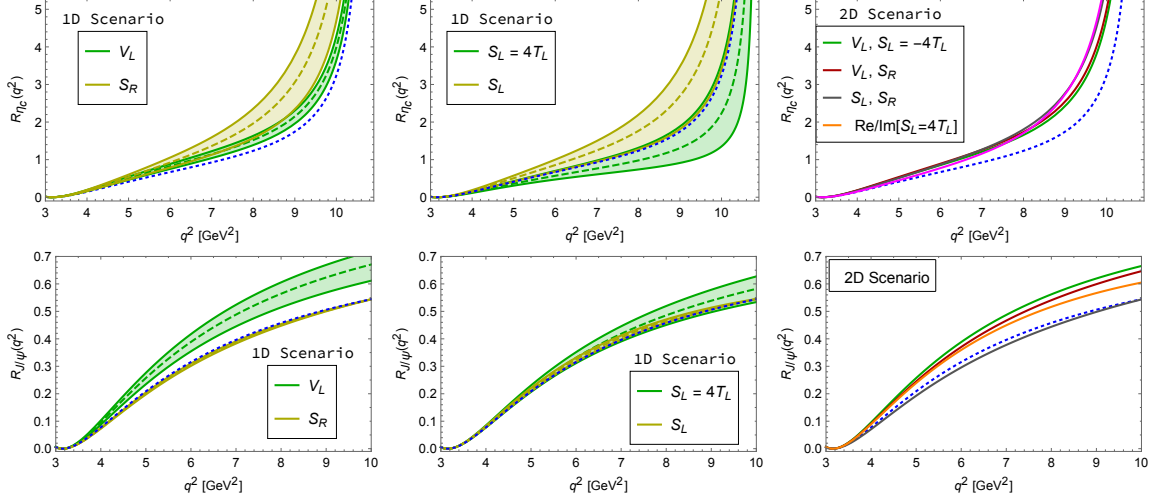 1D Scenario
V_L
S_R
R_{η_c}(q²)
5
4
3
2
1
0
3 4 5 6 7 8 9 10
q² [GeV²]
1D Scenario
S_L = 4T_L
S_L
R_{η_c}(q²)
5
4
3
2
1
0
3 4 5 6 7 8 9 10
q² [GeV²]
2D Scenario
V_L, S_L = -4T_L
V_L, S_R
S_L, S_R
Re/Im[S_L=4T_L]
R_{η_c}(q²)
5
4
3
2
1
0
3 4 5 6 7 8 9 10
q² [GeV²]
R_{J/ψ}(q²)
0.7
0.6
0.5
0.4
0.3
0.2
0.1
0.0
1D Scenario
V_L
S_R
3 4 5 6 7 8 9 10
q² [GeV²]
R_{J/ψ}(q²)
0.7
0.6
0.5
0.4
0.3
0.2
0.1
0.0
1D Scenario
S_L = 4T_L
S_L
3 4 5 6 7 8 9 10
q² [GeV²]
2D Scenario
R_{J/ψ}(q²)
0.7
0.6
0.5
0.4
0.3
0.2
0.1
0.0
3 4 5 6 7 8 9 10
q² [GeV²]